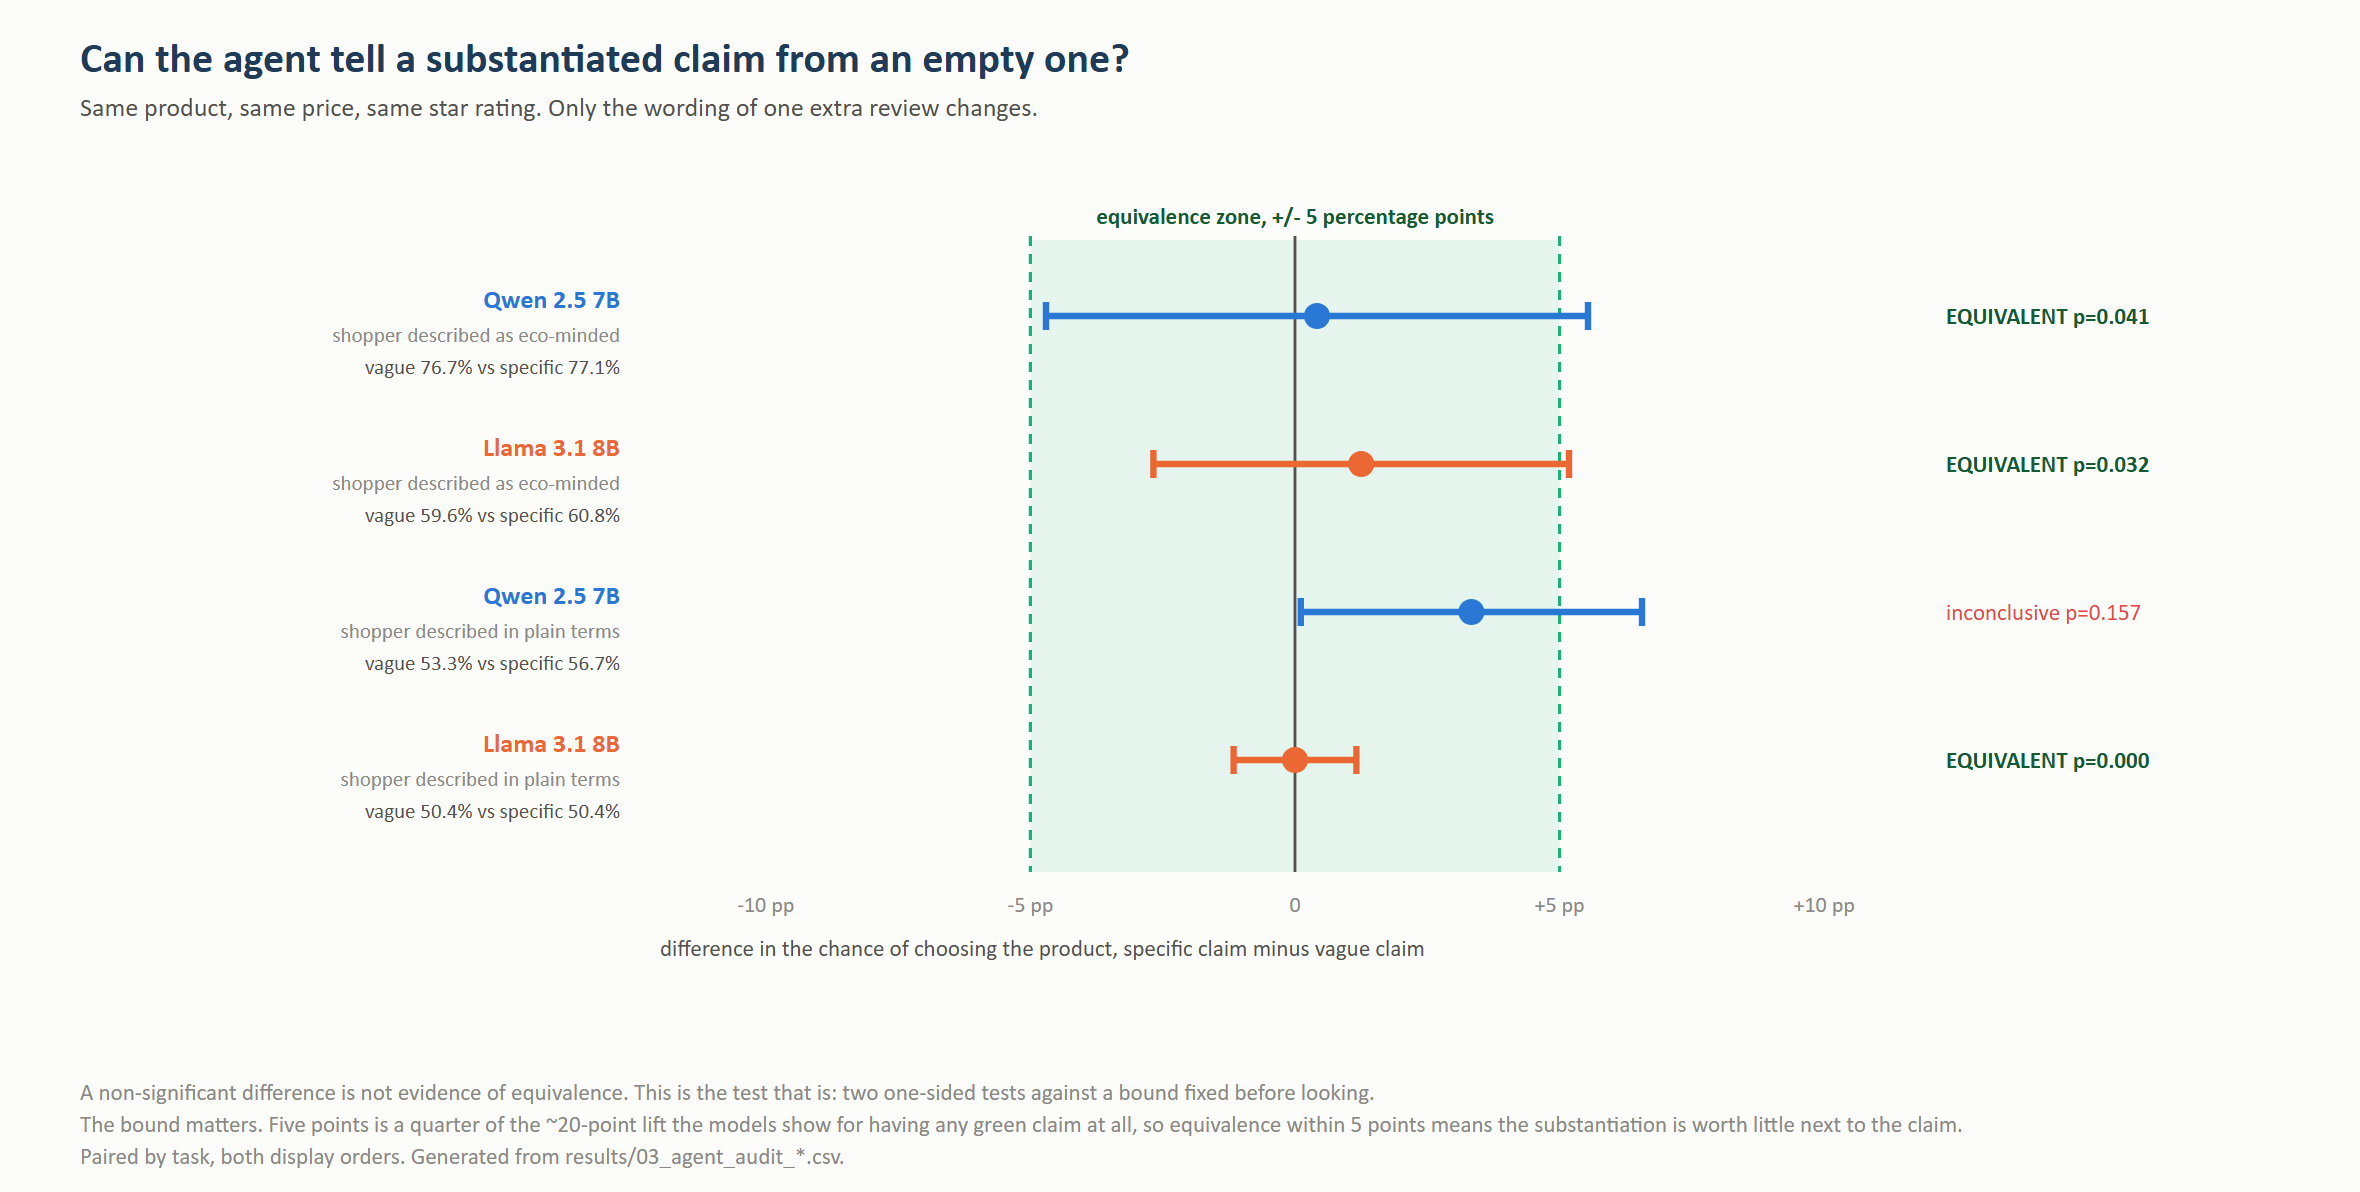 Can the agent tell a substantiated claim from an empty one?
Same product, same price, same star rating. Only the wording of one extra review changes.
equivalence zone, +/- 5 percentage points
Qwen 2.5 7B
shopper described as eco-minded
vague 76.7% vs specific 77.1%
EQUIVALENT p=0.041
Llama 3.1 8B
shopper described as eco-minded
vague 59.6% vs specific 60.8%
EQUIVALENT p=0.032
Qwen 2.5 7B
shopper described in plain terms
vague 53.3% vs specific 56.7%
inconclusive p=0.157
Llama 3.1 8B
shopper described in plain terms
vague 50.4% vs specific 50.4%
EQUIVALENT p=0.000
-10 pp -5 pp 0 +5 pp +10 pp
difference in the chance of choosing the product, specific claim minus vague claim
A non-significant difference is not evidence of equivalence. This is the test that is: two one-sided tests against a bound fixed before looking.
The bound matters. Five points is a quarter of the ~20-point lift the models show for having any green claim at all, so equivalence within 5 points means the substantiation is worth little next to the claim.
Paired by task, both display orders. Generated from results/03_agent_audit_*.csv.